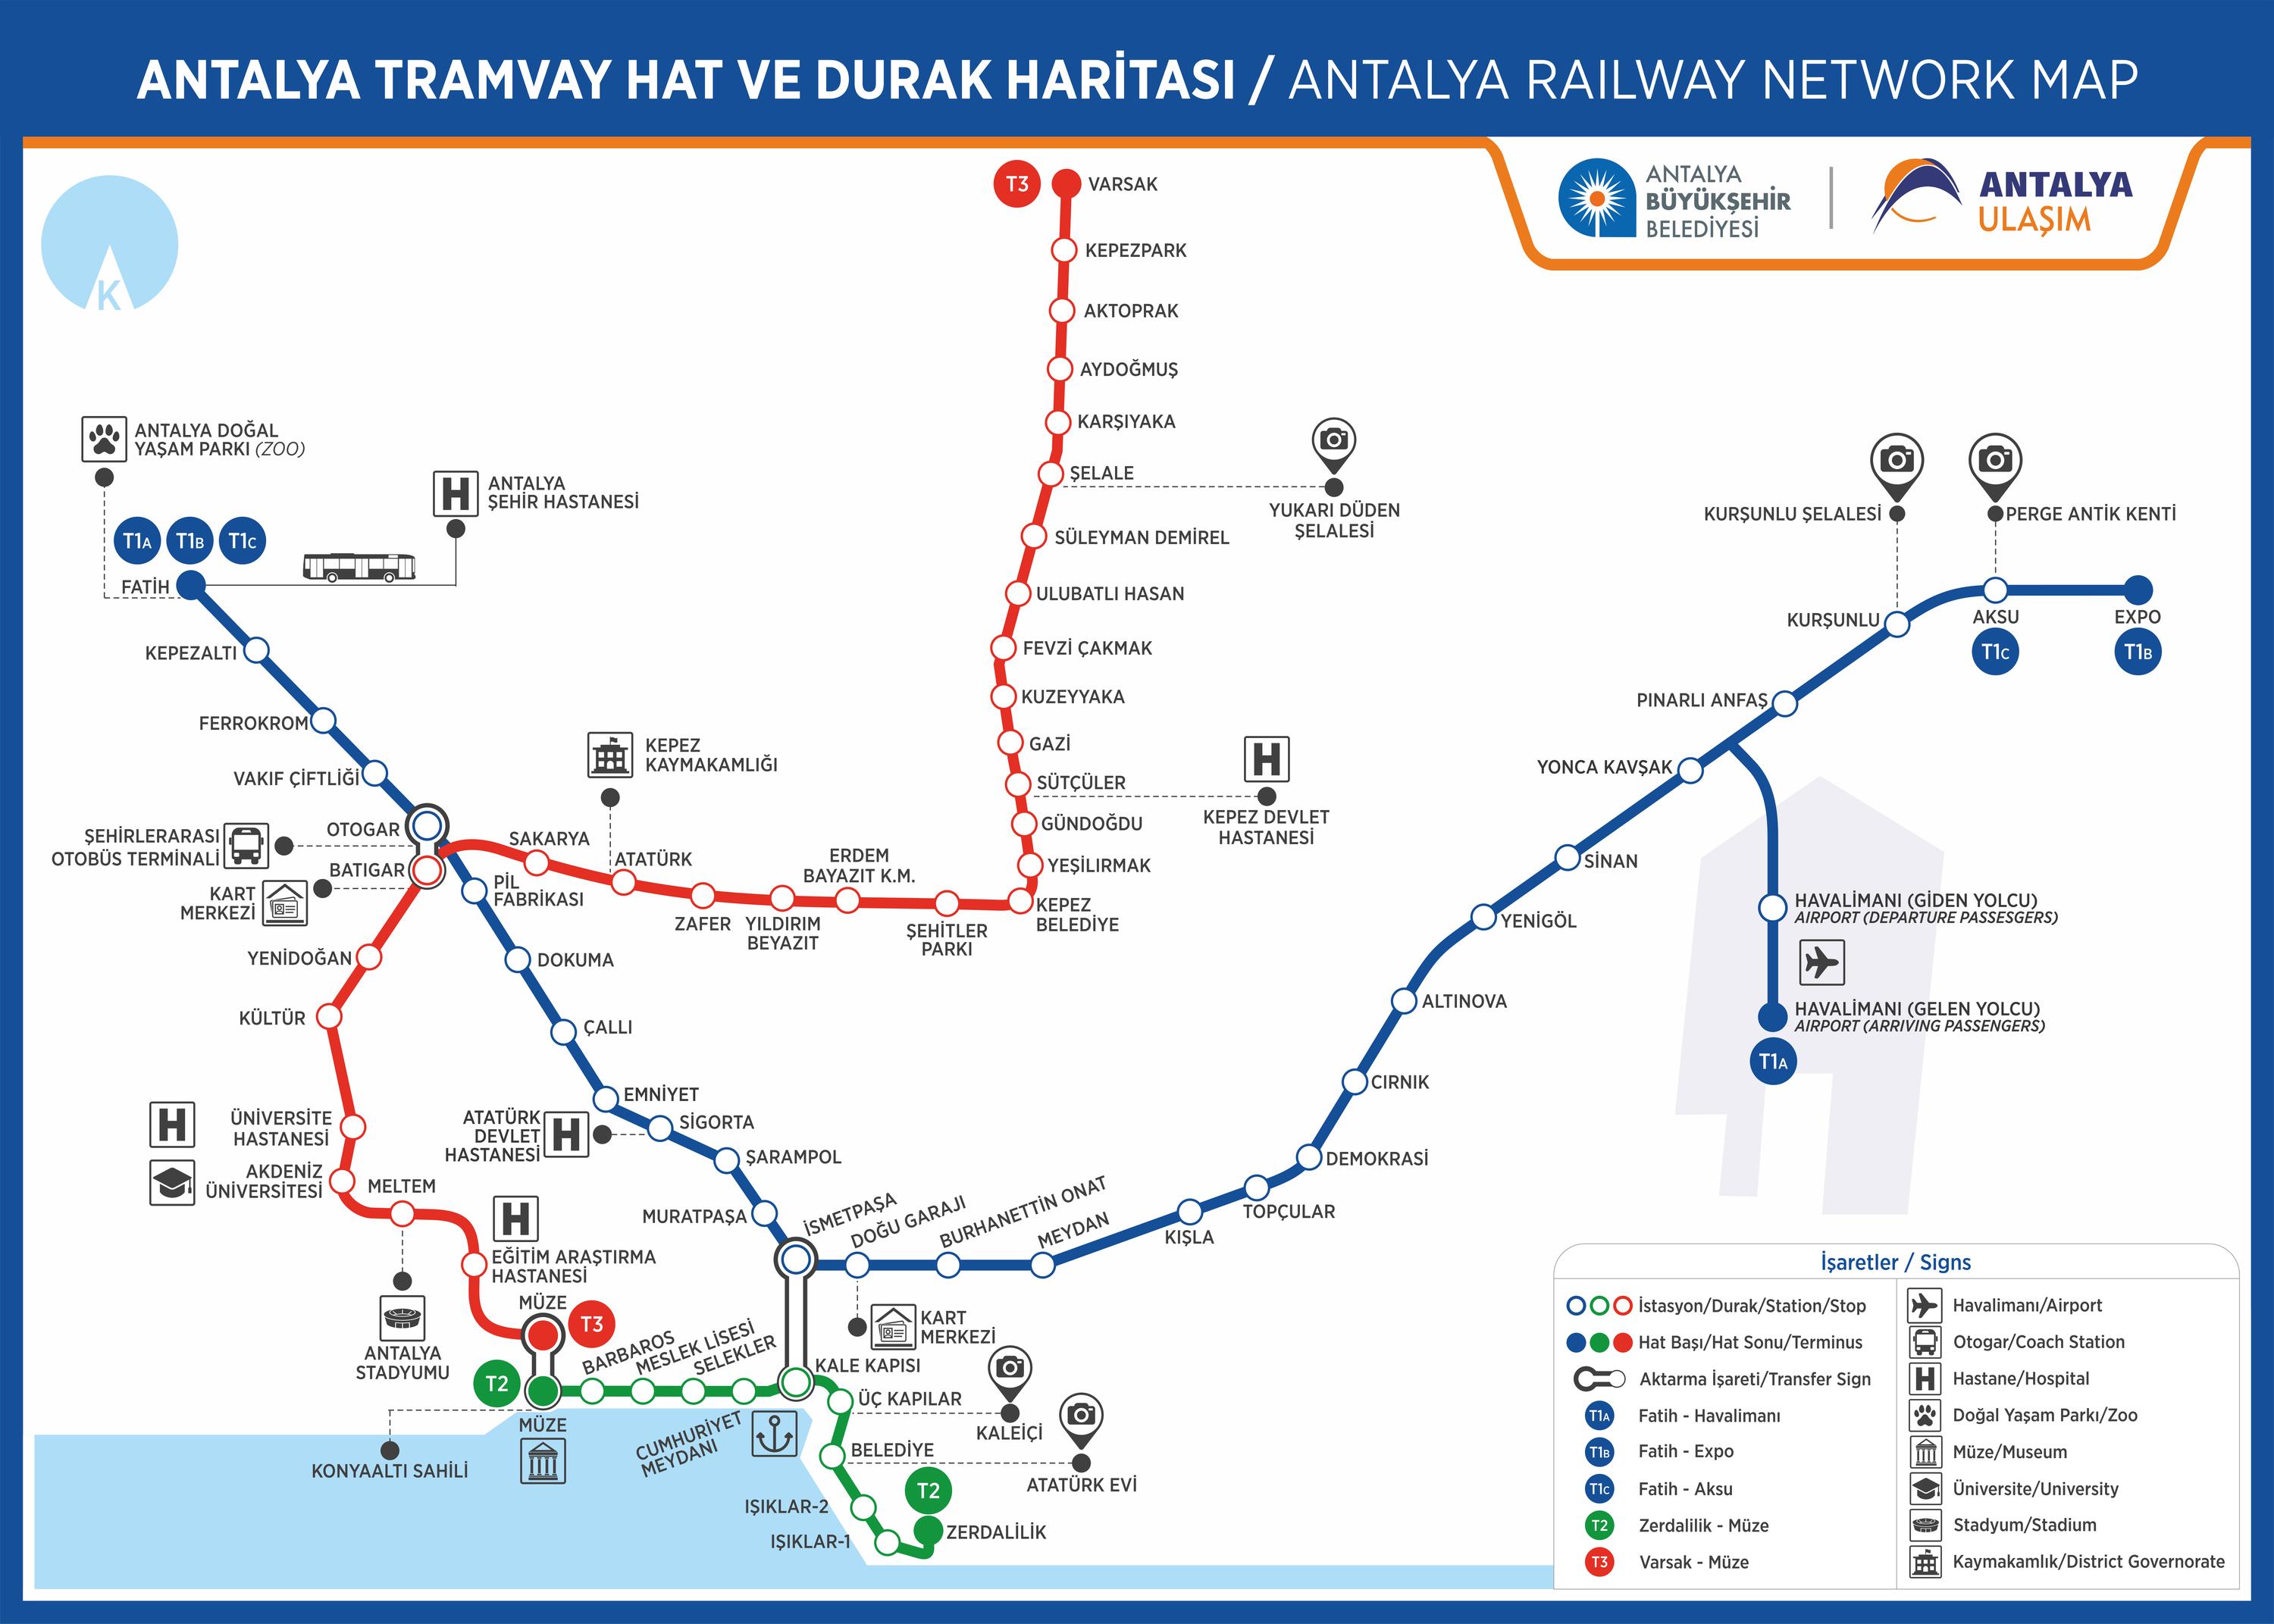 ANTALYA TRAMVAY HAT VE DURAK HARİTASI / ANTALYA RAILWAY NETWORK MAP
ANTALYA
BÜYÜKŞEHİR
BELEDİYESİ
ANTALYA
ULAŞIM
K
T3
VARSAK
KEPEZPARK
AKTOPRAK
AYDOĞMUŞ
KARŞIYAKA
ŞELALE
YUKARI DÜDEN
ŞELALESİ
SÜLEYMAN DEMİREL
ULUBATLI HASAN
FEVZİ ÇAKMAK
KUZEYYAKA
GAZİ
SÜTÇÜLER
H
KEPEZ DEVLET
HASTANESİ
GÜNDOĞDU
YEŞİLIRMAK
KEPEZ
BELEDİYE
ŞEHİTLER
PARKI
ERDEM
BAYAZIT K.M.
YILDIRIM
BEYAZIT
ZAFER
ATATÜRK
KEPEZ
KAYMAKAMLIĞI
SAKARYA
ANTALYA DOĞAL
YAŞAM PARKI (ZOO)
H
ANTALYA
ŞEHİR HASTANESİ
T1A
T1B
T1C
FATİH
KEPEZALTI
FERROKROM
VAKIF ÇİFTLİĞİ
OTOGAR
ŞEHİRLERARASI
OTOBÜS TERMİNALİ
BATIGAR
KART
MERKEZİ
PİL
FABRİKASI
DOKUMA
ÇALLI
EMNİYET
SİGORTA
ATATÜRK
DEVLET
HASTANESİ
H
ŞARAMPOL
MURATPAŞA
İSMETPAŞA
DOĞU GARAJI
BURHANETTİN ONAT
MEYDAN
KIŞLA
TOPÇULAR
DEMOKRASİ
CIRNIK
ALTINOVA
YENİGÖL
SİNAN
YONCA KAVŞAK
PINARLI ANFAŞ
KURŞUNLU
KURŞUNLU ŞELALESİ
PERGE ANTİK KENTİ
AKSU
T1C
EXPO
T1B
HAVALİMANI (GİDEN YOLCU)
AIRPORT (DEPARTURE PASSESGERS)
HAVALİMANI (GELEN YOLCU)
AIRPORT (ARRIVING PASSENGERS)
T1A
YENİDOĞAN
KÜLTÜR
H
ÜNİVERSİTE
HASTANESİ
AKDENİZ
ÜNİVERSİTESİ
MELTEM
ANTALYA
STADYUMU
H
EĞİTİM ARAŞTIRMA
HASTANESİ
MÜZE
T3
T2
MÜZE
KONYAALTI SAHİLİ
BARBAROS
MESLEK LİSESİ
SELEKLER
CUMHURİYET
MEYDANI
KALE KAPISI
KART
MERKEZİ
ÜÇ KAPILAR
KALEİÇİ
BELEDİYE
ATATÜRK EVİ
IŞIKLAR-2
IŞIKLAR-1
T2
ZERDALİLİK
İşaretler / Signs
İstasyon/Durak/Station/Stop
Hat Başı/Hat Sonu/Terminus
Aktarma İşareti/Transfer Sign
T1A Fatih - Havalimanı
T1B Fatih - Expo
T1C Fatih - Aksu
T2 Zerdalilik - Müze
T3 Varsak - Müze
Havalimanı/Airport
Otogar/Coach Station
H Hastane/Hospital
Doğal Yaşam Parkı/Zoo
Müze/Museum
Üniversite/University
Stadyum/Stadium
Kaymakamlık/District Governorate